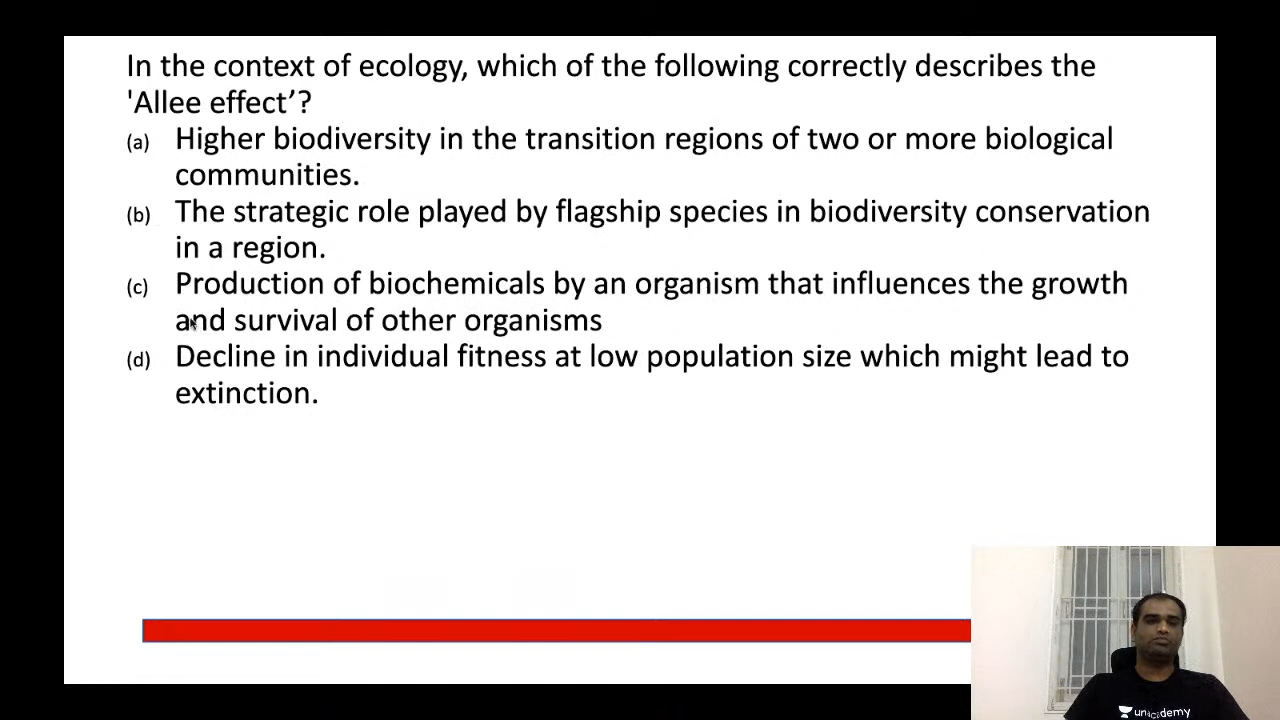 In the context of ecology, which of the following correctly describes the
'Allee effect’?
(a) Higher biodiversity in the transition regions of two or more biological
communities.
(b) The strategic role played by flagship species in biodiversity conservation
in a region.
(c) Production of biochemicals by an organism that influences the growth
and survival of other organisms
(d) Decline in individual fitness at low population size which might lead to
extinction.
unacademy